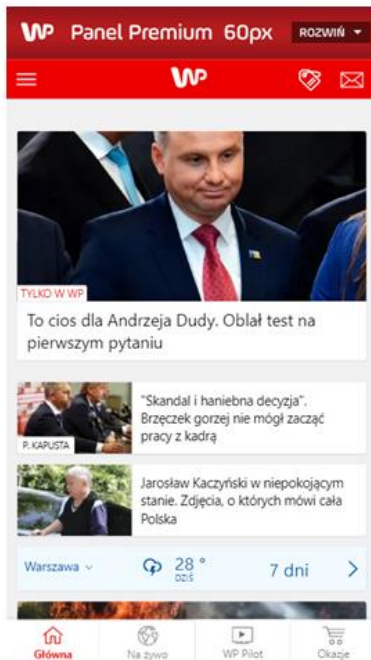 WP Panel Premium 60px ROZWIŃ
WP
TYLKO W WP
To cios dla Andrzeja Dudy. Oblał test na
pierwszym pytaniu
"Skandal i haniebna decyzja".
Brzęczek gorzej nie mógł zacząć
pracy z kadrą
P. KAPUSTA
Jarosław Kaczyński w niepokojącym
stanie. Zdjęcia, o których mówi cała
Polska
Warszawa 28° 7 dni
DZIŚ
Główna Na żywo WP Pilot Okazje